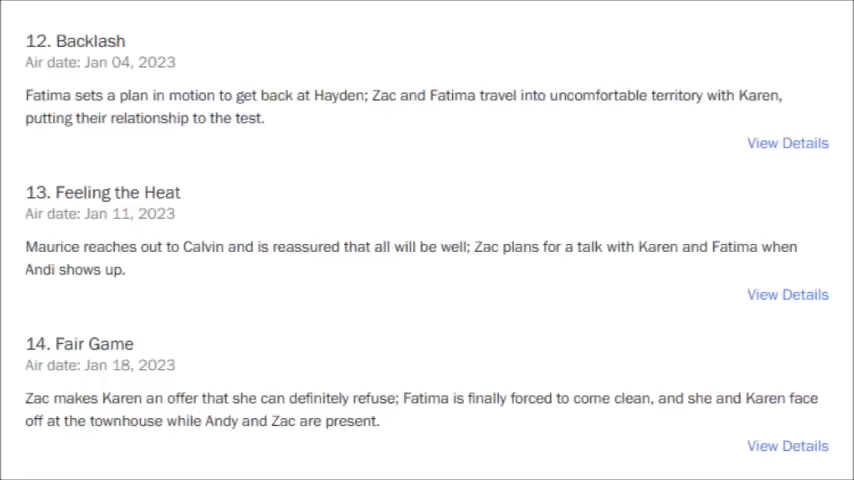 12. Backlash
Air date: Jan 04, 2023
Fatima sets a plan in motion to get back at Hayden; Zac and Fatima travel into uncomfortable territory with Karen,
putting their relationship to the test.
View Details
13. Feeling the Heat
Air date: Jan 11, 2023
Maurice reaches out to Calvin and is reassured that all will be well; Zac plans for a talk with Karen and Fatima when
Andi shows up.
View Details
14. Fair Game
Air date: Jan 18, 2023
Zac makes Karen an offer that she can definitely refuse; Fatima is finally forced to come clean, and she and Karen face
off at the townhouse while Andy and Zac are present.
View Details